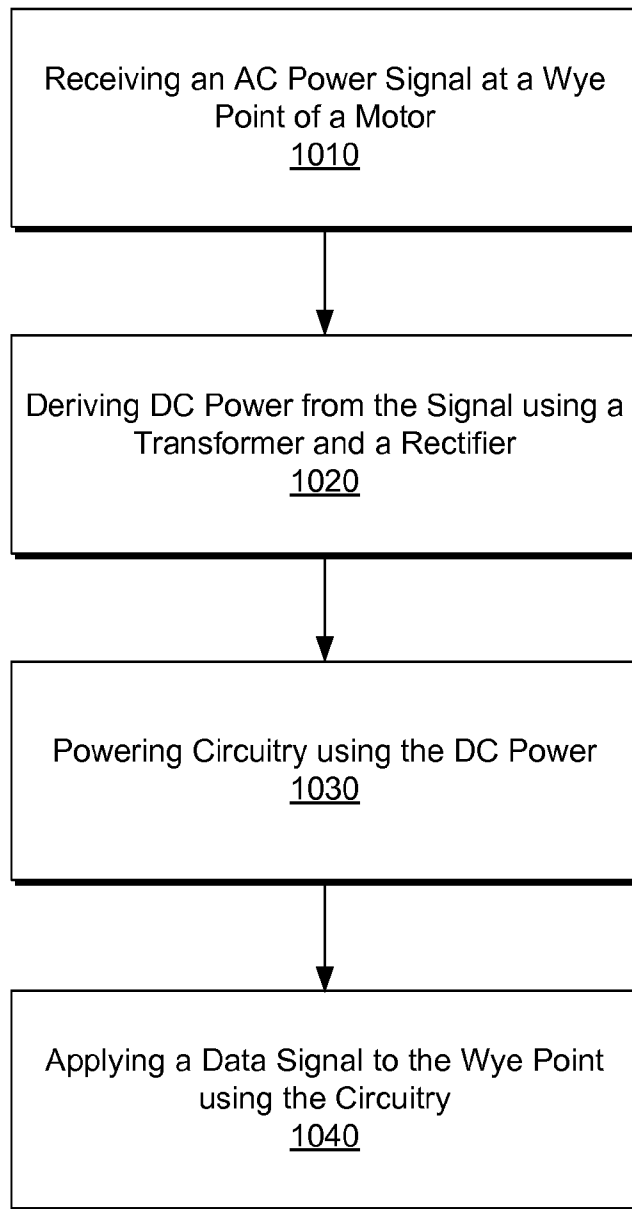 Receiving an AC Power Signal at a Wye
Point of a Motor
1010
Deriving DC Power from the Signal using a
Transformer and a Rectifier
1020
Powering Circuitry using the DC Power
1030
Applying a Data Signal to the Wye Point
using the Circuitry
1040